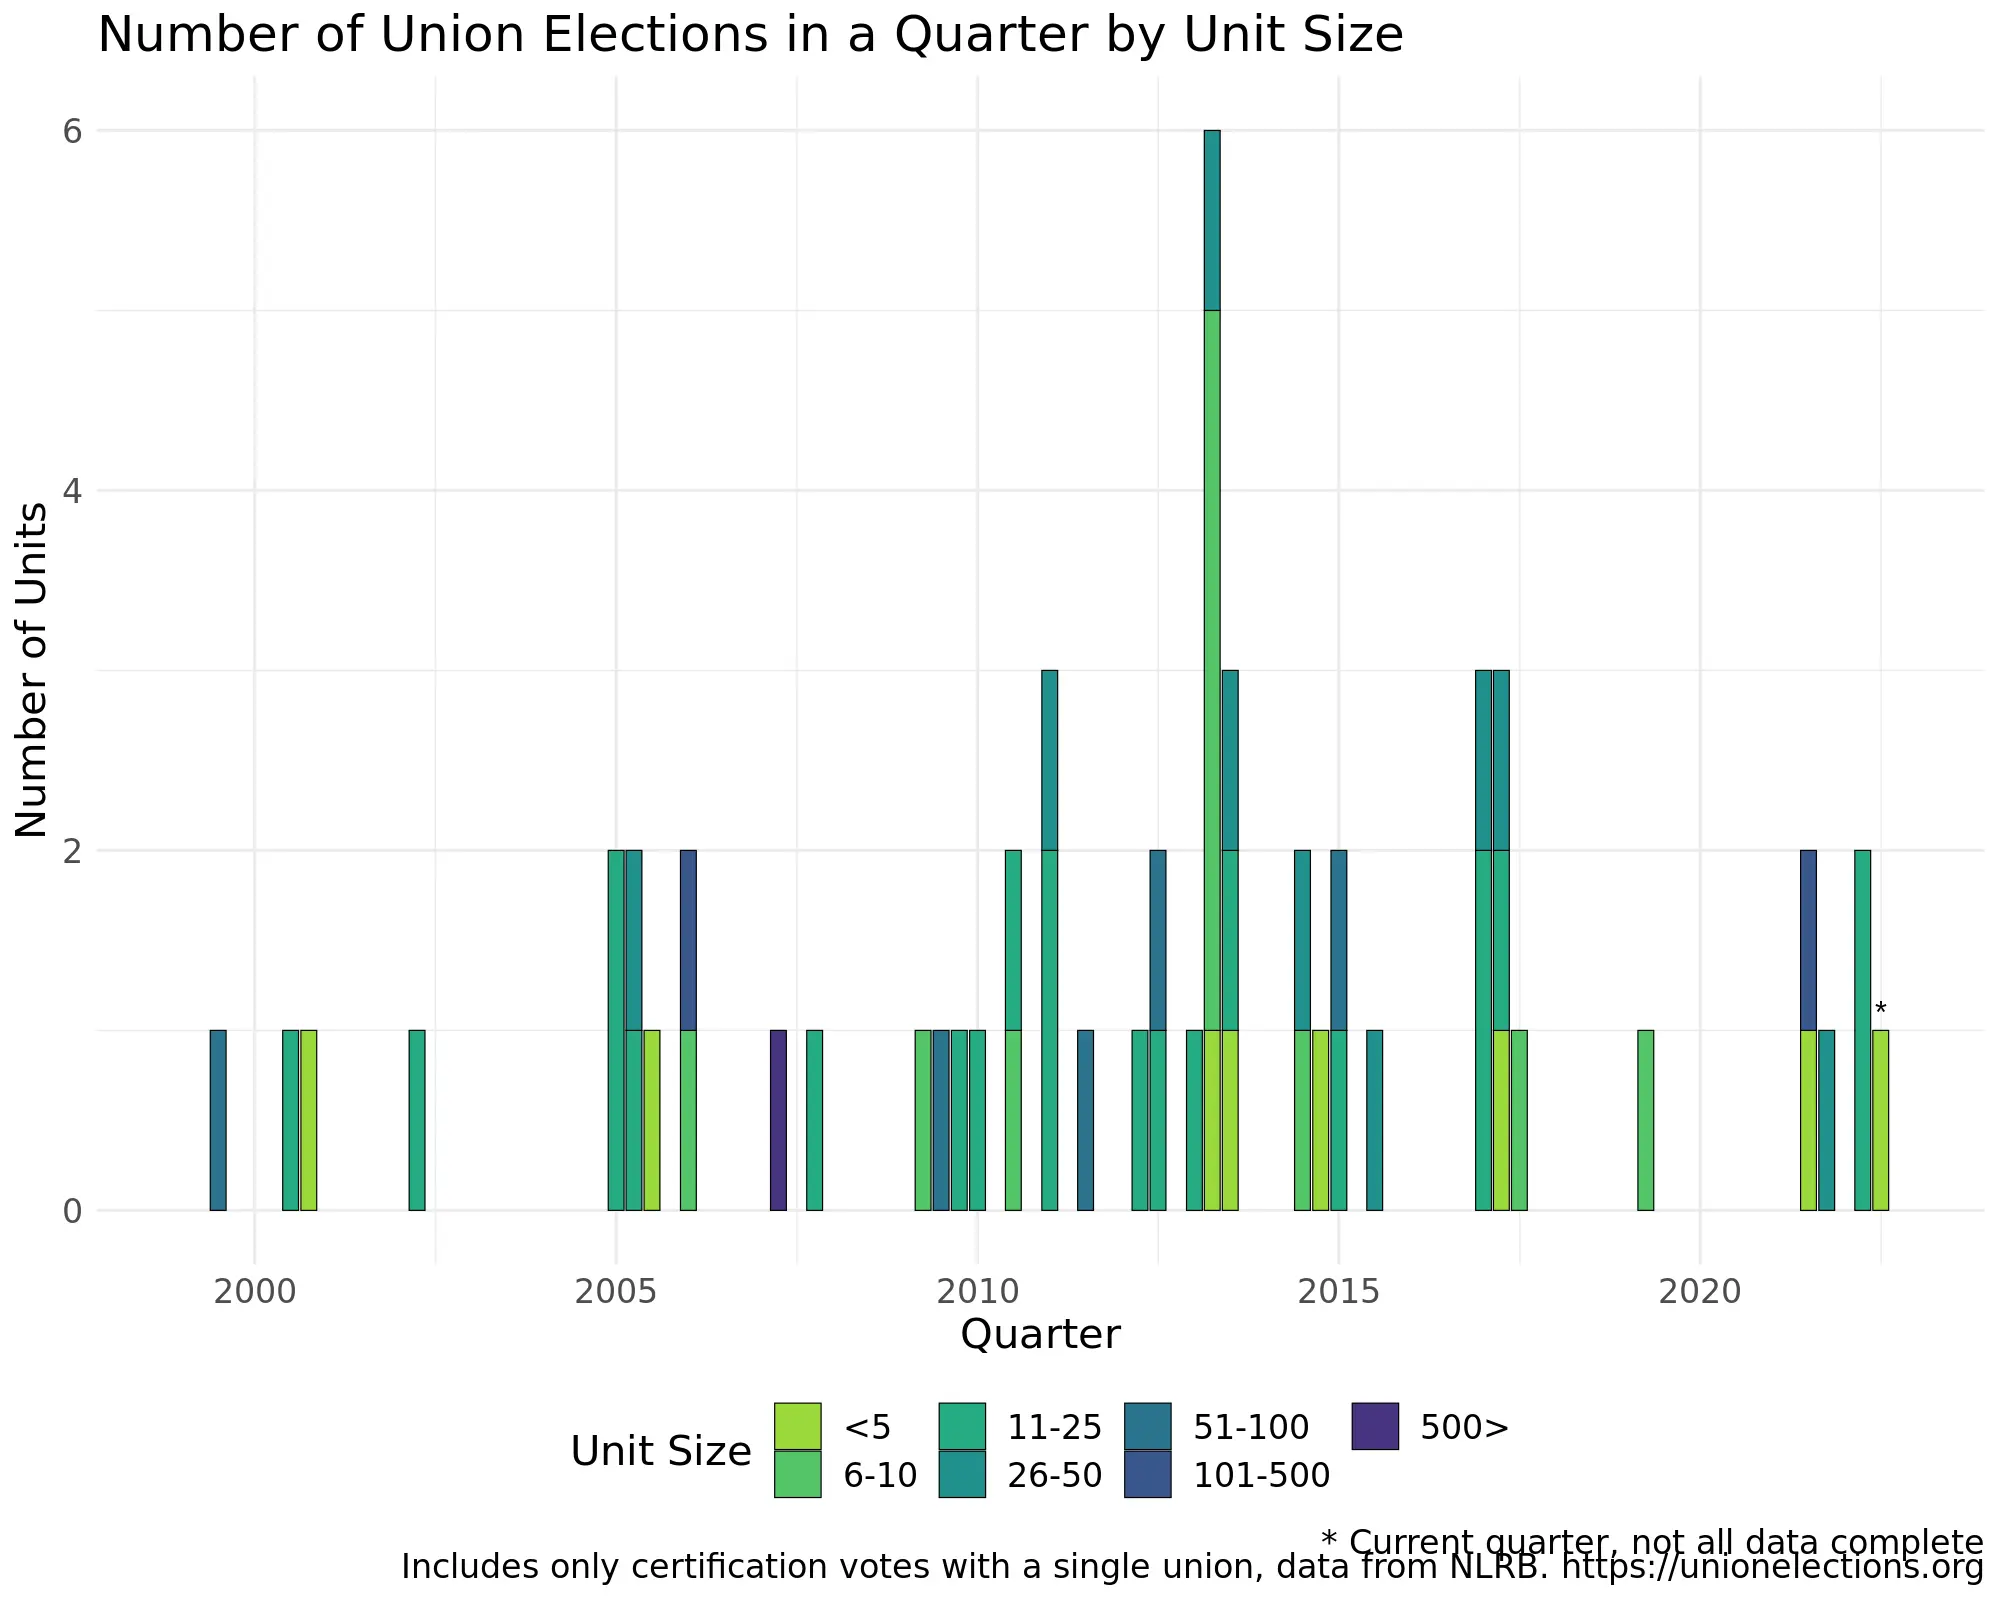 Number of Union Elections in a Quarter by Unit Size
Number of Units
6
4
2
0
*
2000 2005 2010 2015 2020
Quarter
Unit Size
<5 11-25 51-100 500>
6-10 26-50 101-500
* Current quarter, not all data complete
Includes only certification votes with a single union, data from NLRB. https://unionelections.org